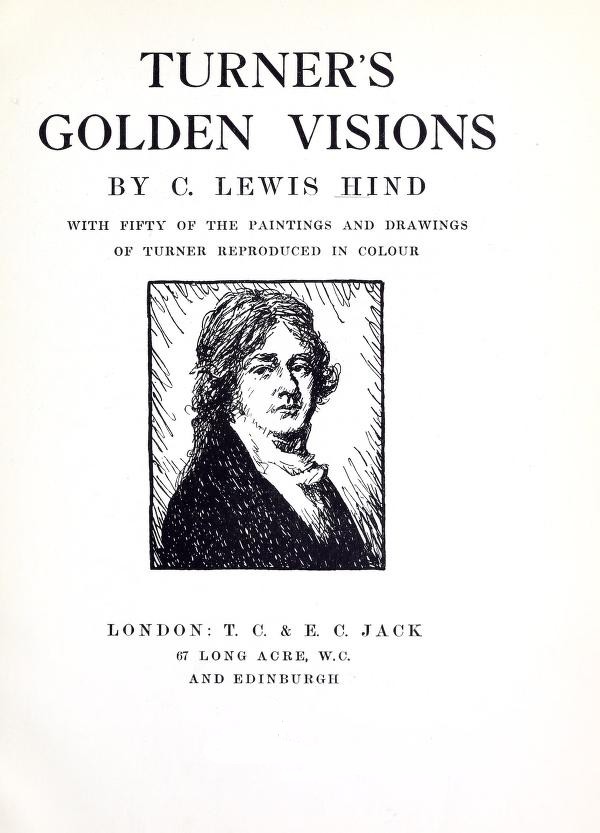 TURNER'S
GOLDEN VISIONS
BY C. LEWIS HIND
WITH FIFTY OF THE PAINTINGS AND DRAWINGS
OF TURNER REPRODUCED IN COLOUR
LONDON: T. C. & E. C. JACK
67 LONG ACRE, W.C.
AND EDINBURGH